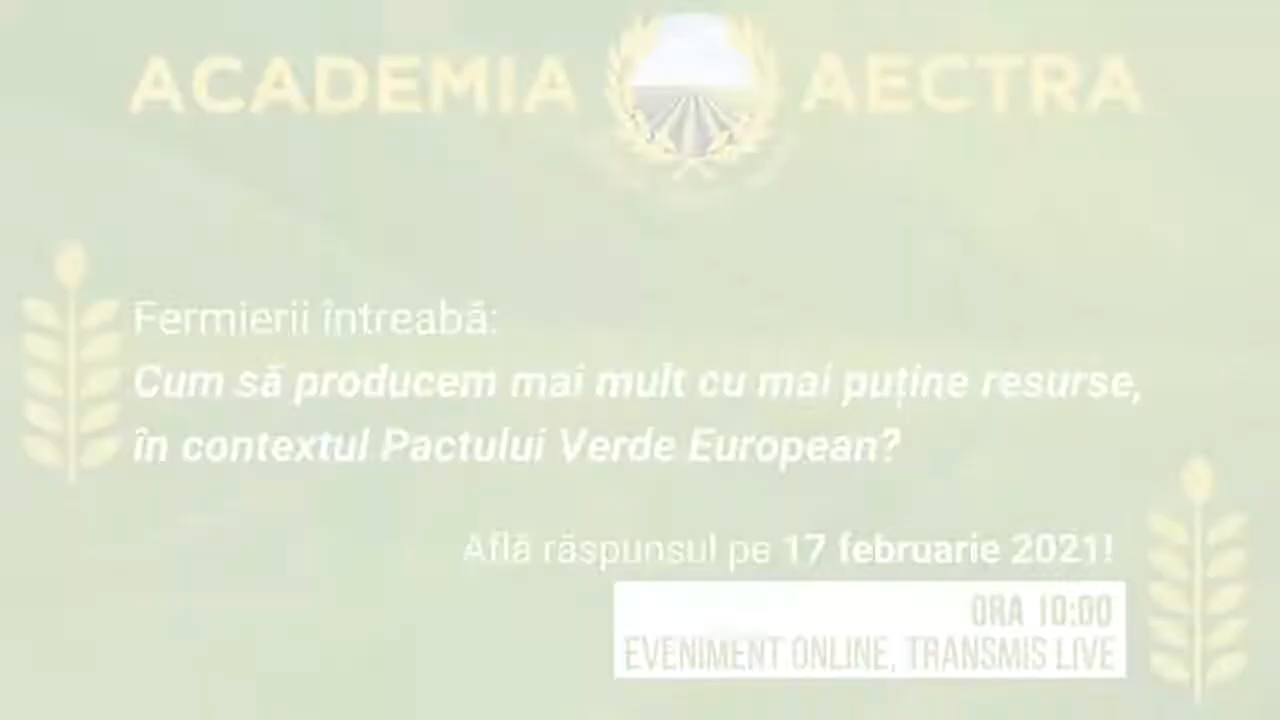 ACADEMIA AECTRA
Fermierii întreabă:
Cum să producem mai mult cu mai puține resurse,
în contextul Pactului Verde European?
Află răspunsul pe 17 februarie 2021!
ORA 10:00
EVENIMENT ONLINE, TRANSMIS LIVE